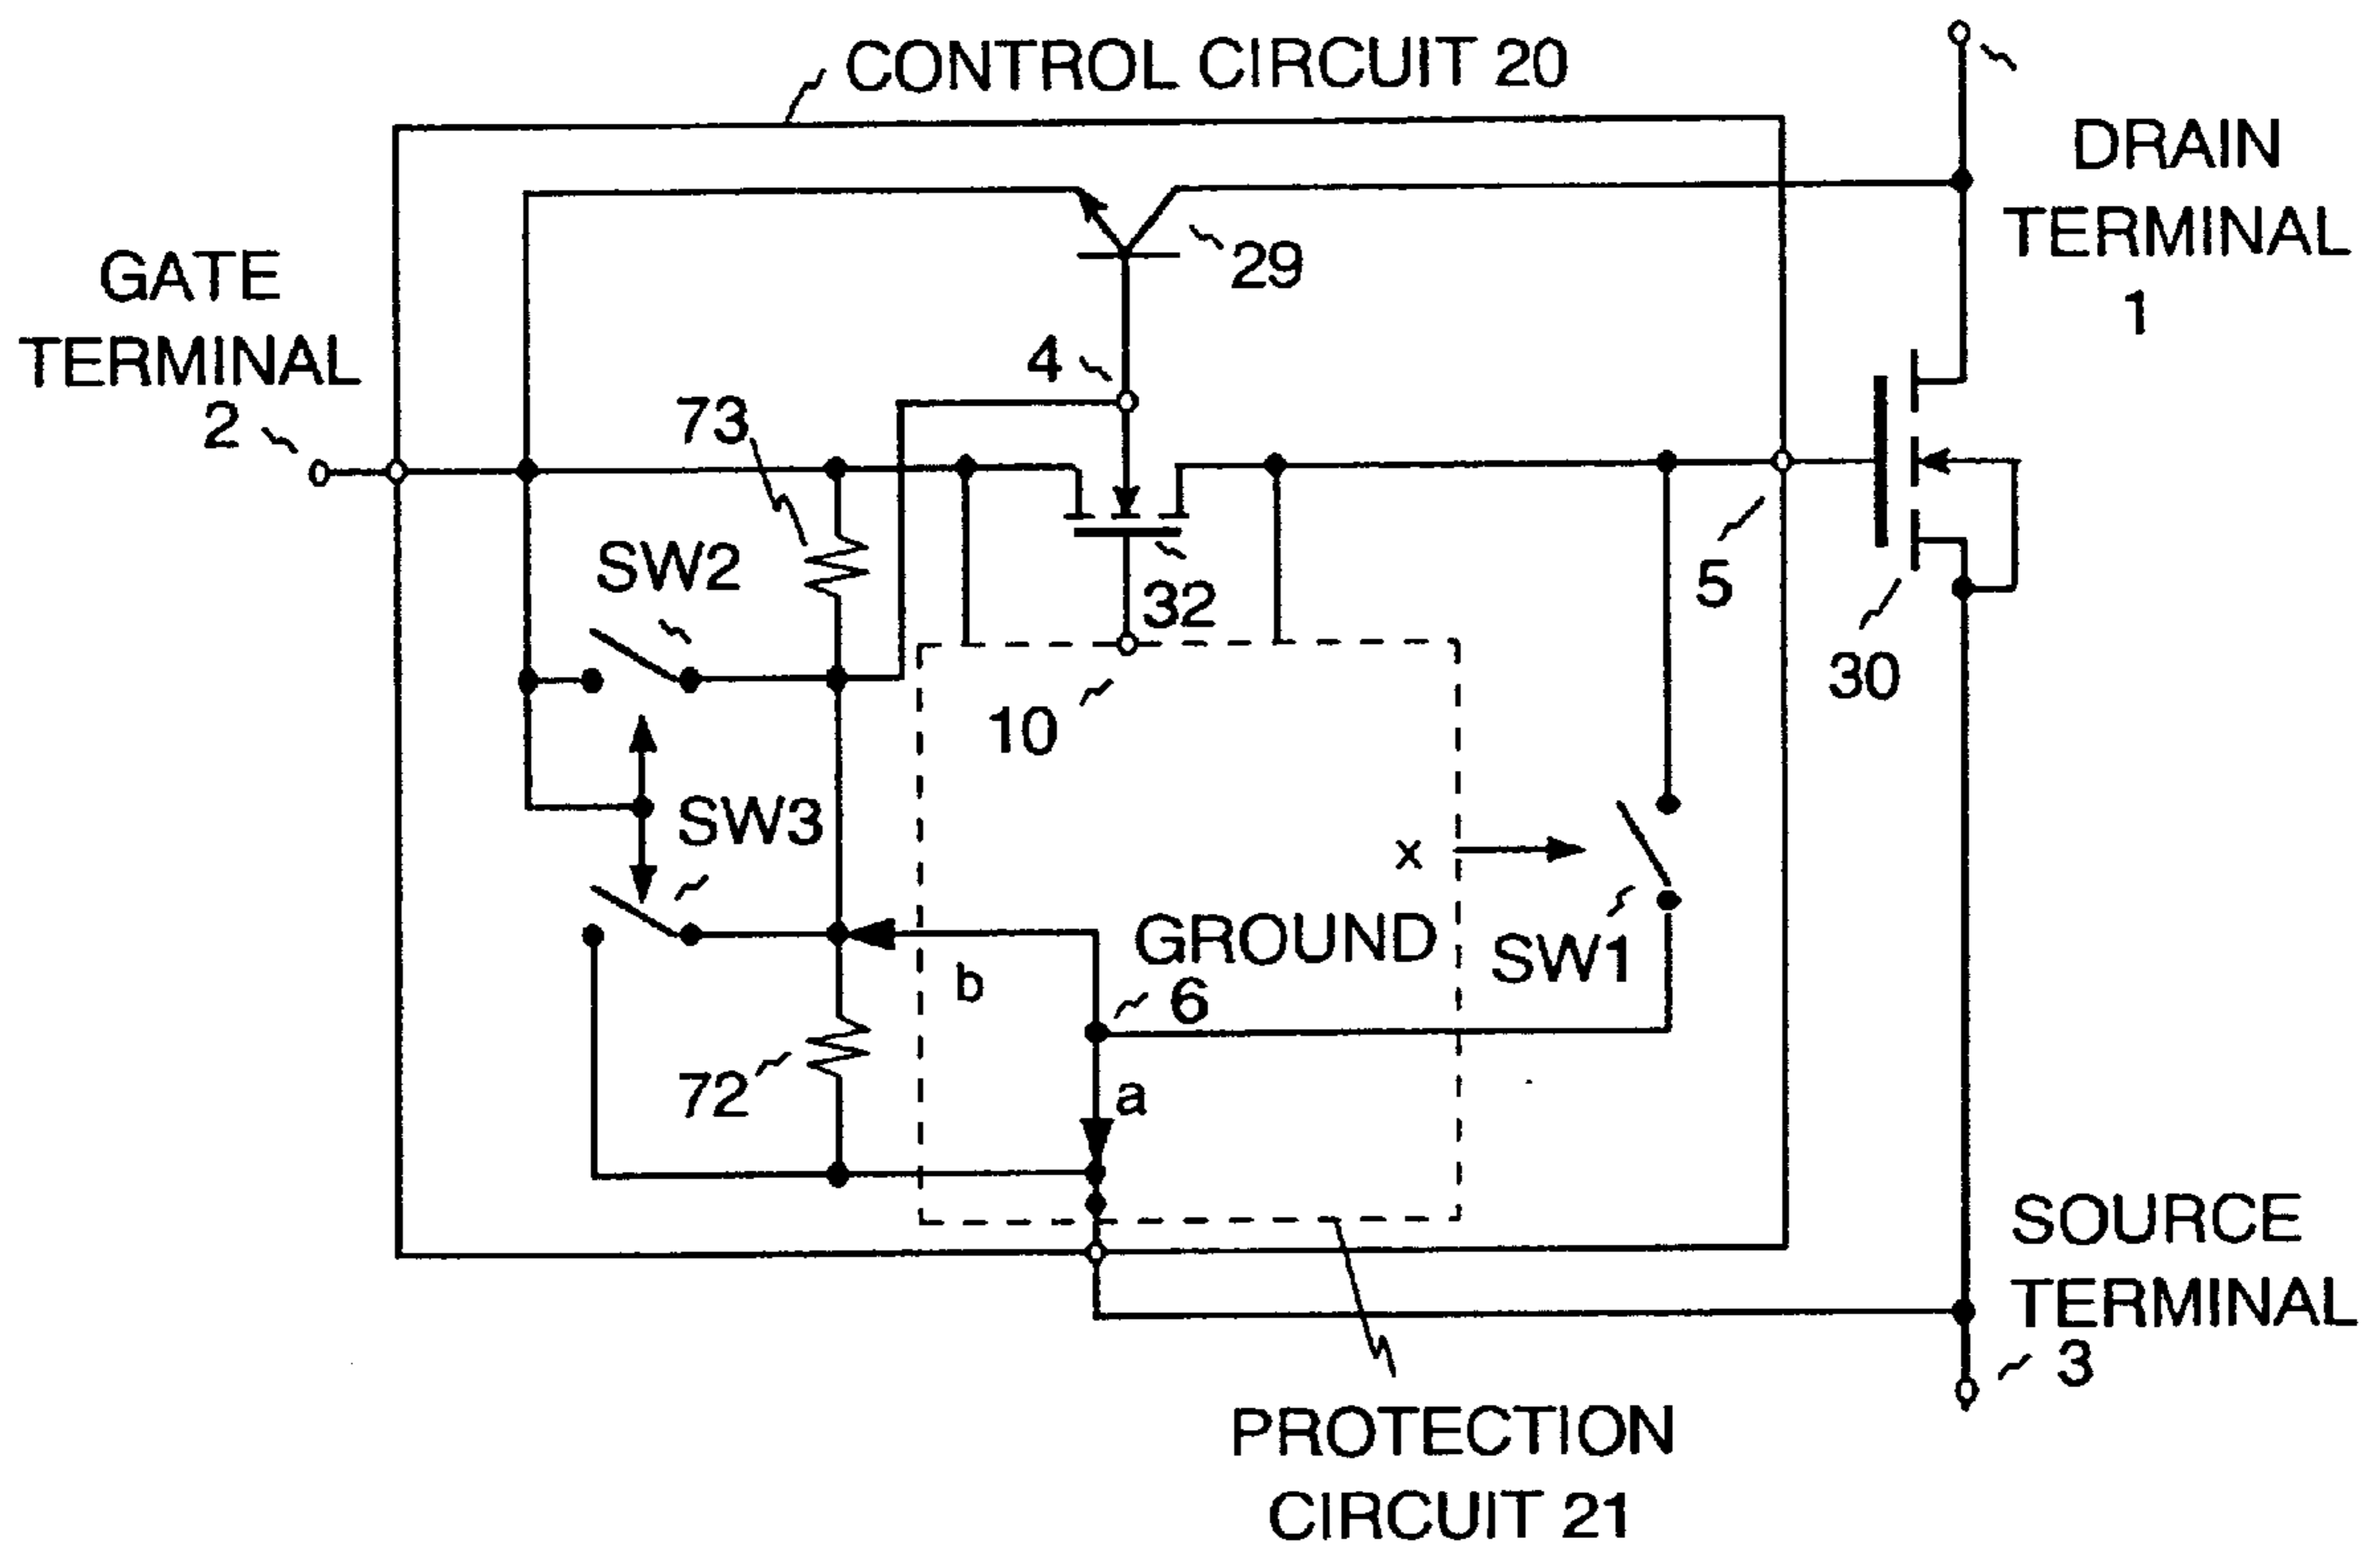 CONTROL CIRCUIT 20
DRAIN
TERMINAL
1
29
GATE
TERMINAL
2
4
73
SW2
32
5
30
10
SW3
x
GROUND
6
SW1
b
a
72
SOURCE
TERMINAL
3
PROTECTION
CIRCUIT 21